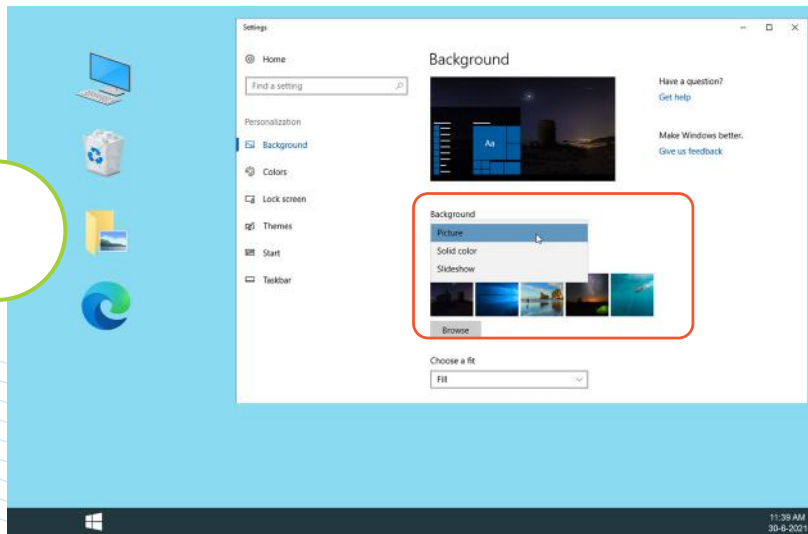 Settings
Home
Find a setting
Personalization
Background
Colors
Lock screen
Themes
Start
Taskbar
Background
Aa
Have a question?
Get help
Make Windows better.
Give us feedback
Background
Picture
Solid color
Slideshow
Browse
Choose a fit
Fill
11:39 AM
30-6-2021